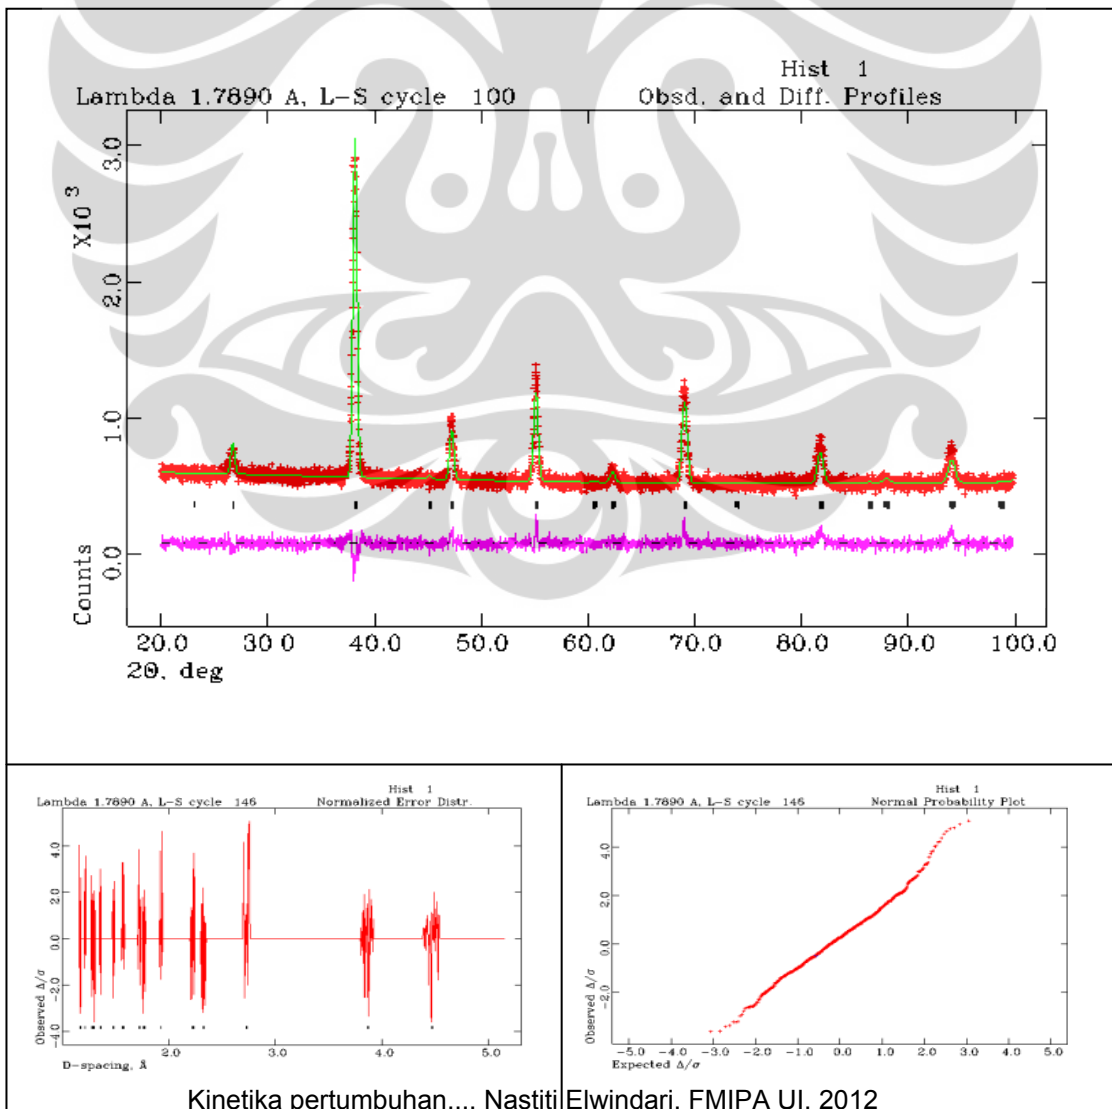 Hist 1
Lambda 1.7890 A, L-S cycle 100 Obsd. and Diff. Profiles
X10 3
3.0
2.0
1.0
0.0
Counts
20.0 30.0 40.0 50.0 60.0 70.0 80.0 90.0 100.0
2θ, deg
Hist 1
Lambda 1.7890 A, L-S cycle 146 Normalized Error Distr.
Observed Δ/σ
4.0
2.0
0.0
-2.0
-4.0
2.0 3.0 4.0 5.0
D-spacing, Å
Hist 1
Lambda 1.7890 A, L-S cycle 146 Normal Probability Plot
Observed Δ/σ
4.0
2.0
0.0
-2.0
-5.0 -4.0 -3.0 -2.0 -1.0 0.0 1.0 2.0 3.0 4.0 5.0
Expected Δ/σ
Kinetika pertumbuhan..., Nastiti Elwindari, FMIPA UI, 2012